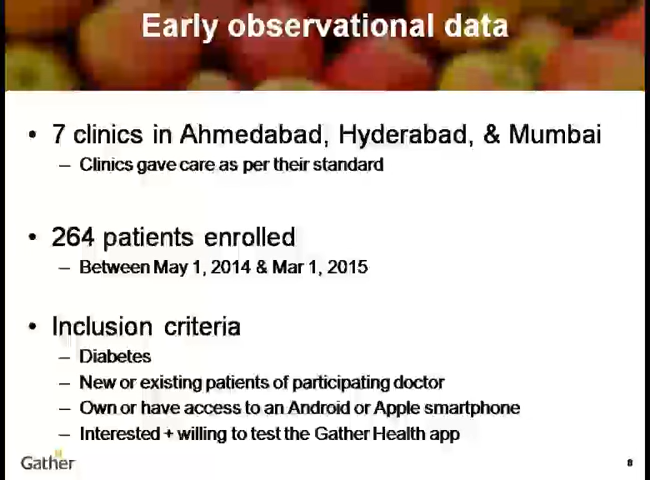 Early observational data
• 7 clinics in Ahmedabad, Hyderabad, & Mumbai
– Clinics gave care as per their standard
• 264 patients enrolled
– Between May 1, 2014 & Mar 1, 2015
• Inclusion criteria
– Diabetes
– New or existing patients of participating doctor
– Own or have access to an Android or Apple smartphone
– Interested + willing to test the Gather Health app
Gather
8